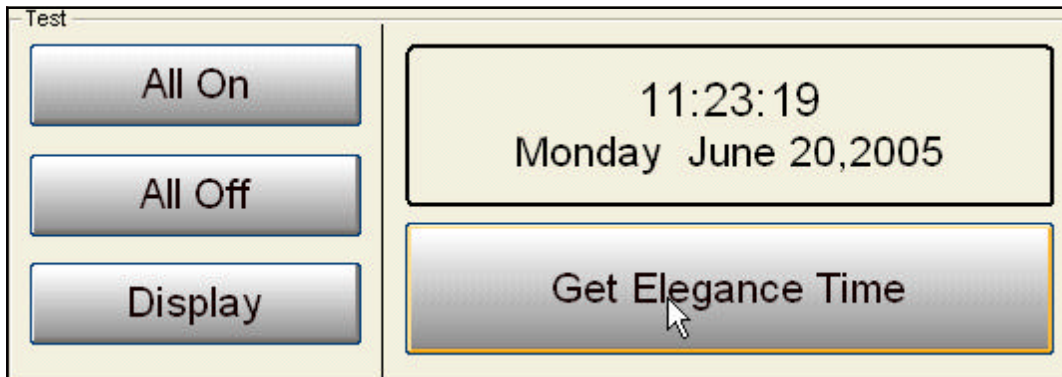 Test
All On
All Off
Display
11:23:19
Monday  June 20,2005
Get Elegance Time